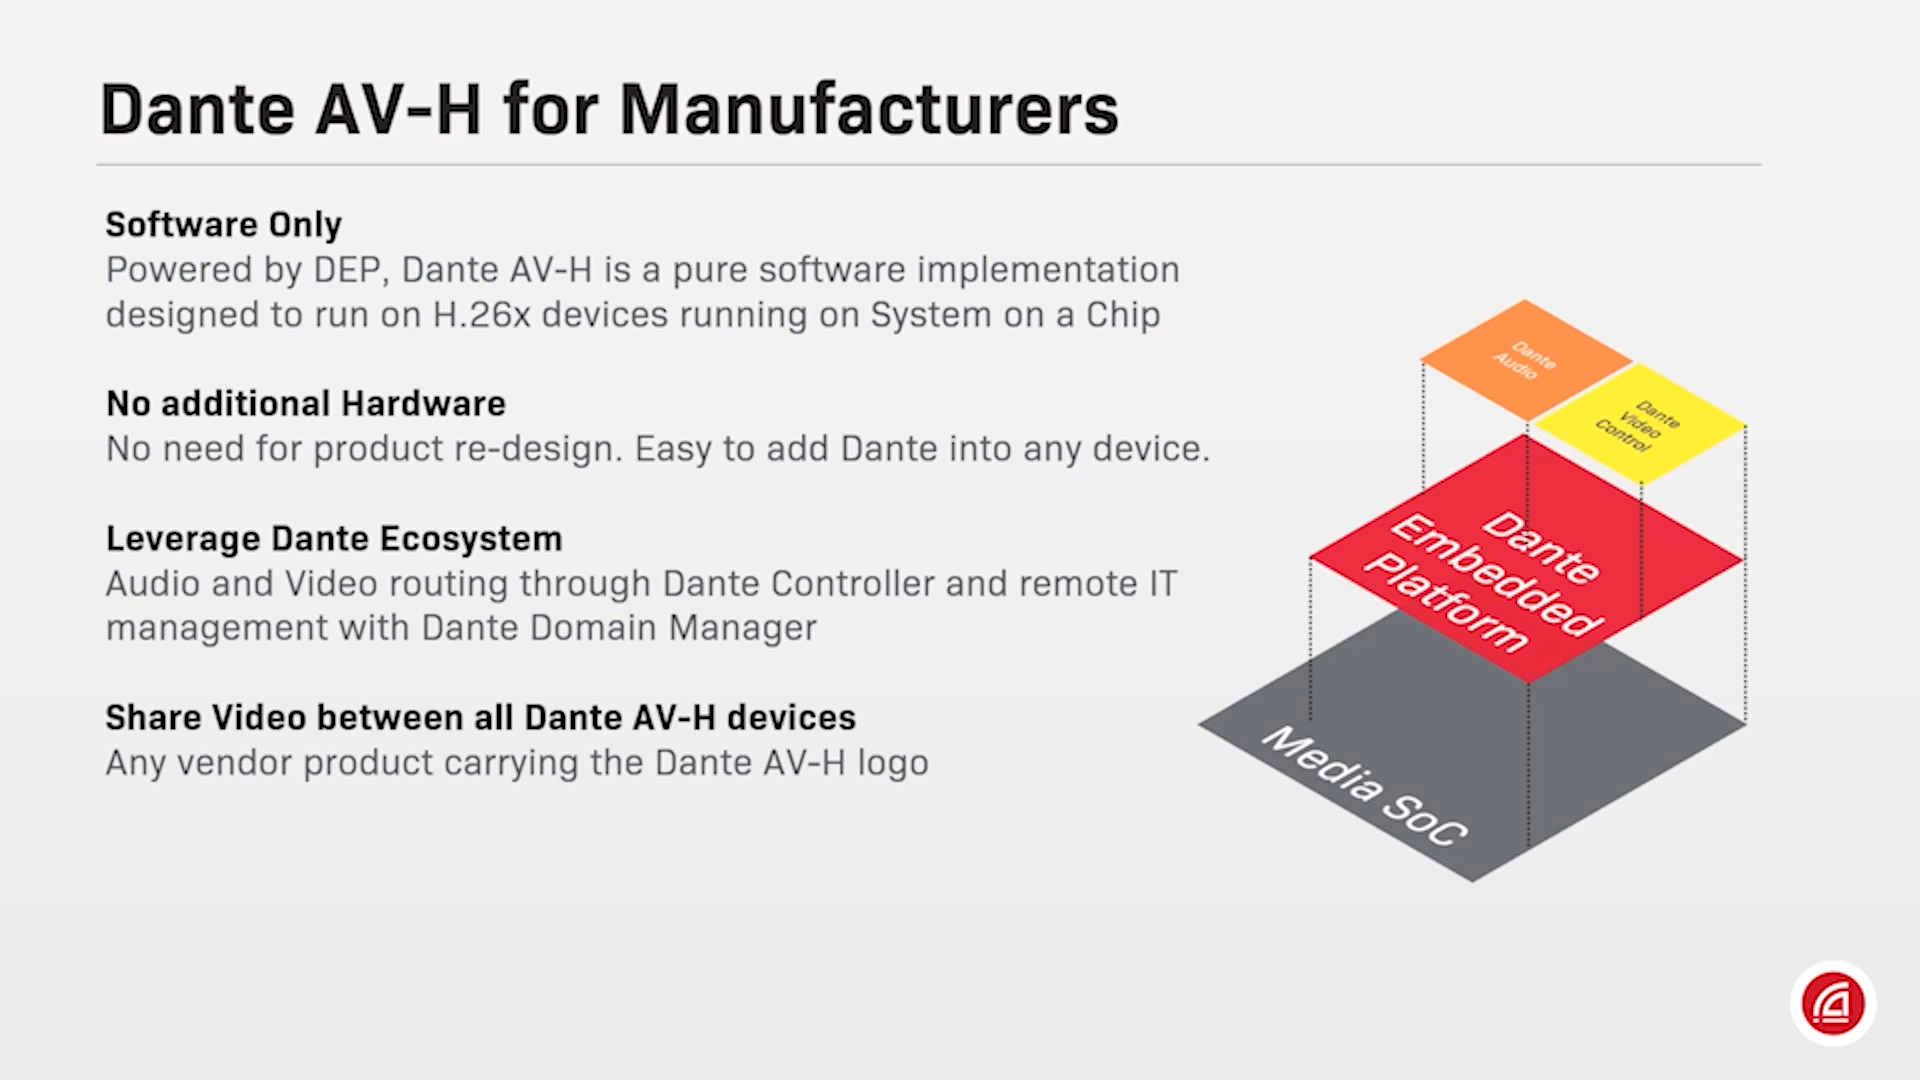 Dante AV-H for Manufacturers
Software Only
Powered by DEP, Dante AV-H is a pure software implementation
designed to run on H.26x devices running on System on a Chip
No additional Hardware
No need for product re-design. Easy to add Dante into any device.
Leverage Dante Ecosystem
Audio and Video routing through Dante Controller and remote IT
management with Dante Domain Manager
Share Video between all Dante AV-H devices
Any vendor product carrying the Dante AV-H logo
Dante
Audio
Dante
Video
Control
Dante
Embedded
Platform
Media SoC